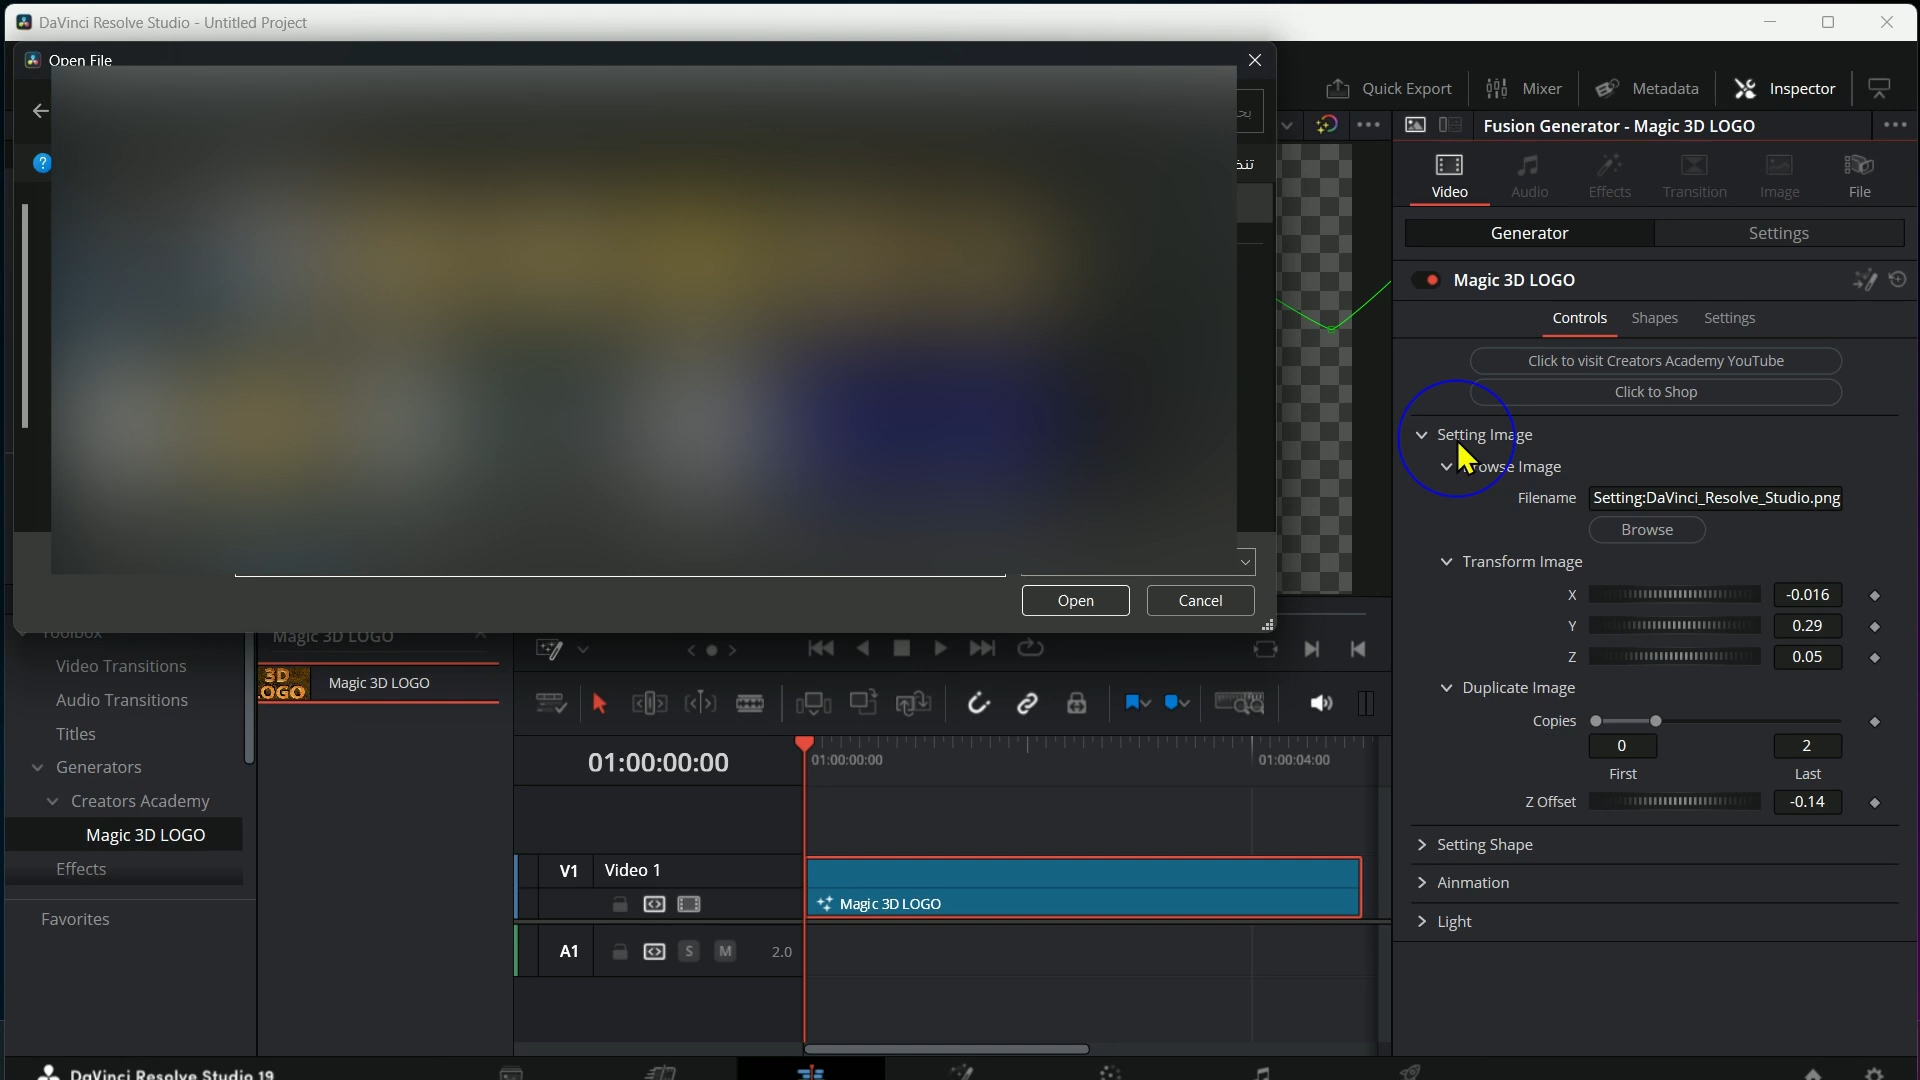 DaVinci Resolve Studio - Untitled Project
Open File
Quick Export
Mixer
Metadata
Inspector
Fusion Generator - Magic 3D LOGO
Video
Audio
Effects
Transition
Image
File
Generator
Settings
Magic 3D LOGO
Controls
Shapes
Settings
Click to visit Creators Academy YouTube
Click to Shop
Setting Image
Browse Image
Filename
Setting:DaVinci_Resolve_Studio.png
Browse
Transform Image
X
-0.016
Y
0.29
Z
0.05
Duplicate Image
Copies
0
2
First
Last
Z Offset
-0.14
Setting Shape
Ainmation
Light
Open
Cancel
Toolbox
Video Transitions
Audio Transitions
Titles
Generators
Creators Academy
Magic 3D LOGO
Effects
Favorites
Magic 3D LOGO
3D
LOGO
Magic 3D LOGO
01:00:00:00
01:00:00:00
01:00:04:00
V1
Video 1
Magic 3D LOGO
A1
S
M
2.0
DaVinci Resolve Studio 19